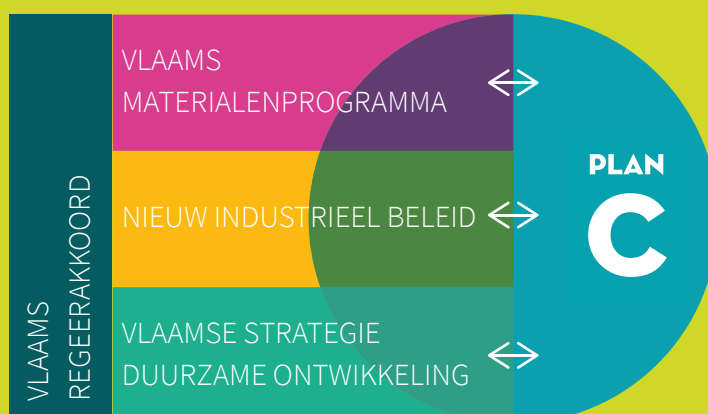 VLAAMS
REGEERAKKOORD
VLAAMS
MATERIALENPROGRAMMA
NIEUW INDUSTRIEEL BELEID
VLAAMSE STRATEGIE
DUURZAME ONTWIKKELING
PLAN
C